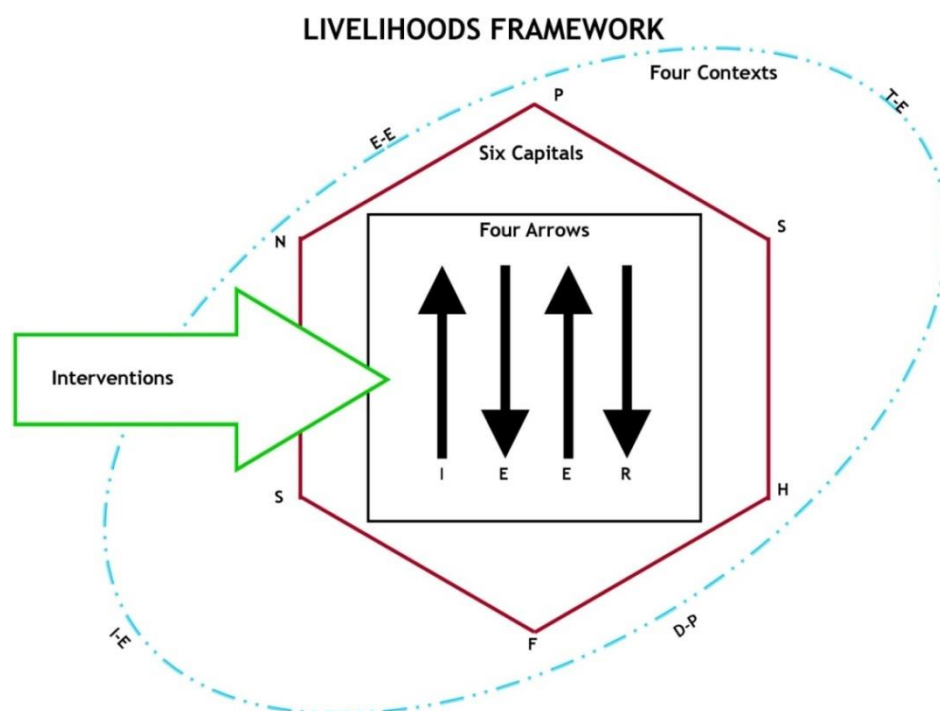 LIVELIHOODS FRAMEWORK
Four Contexts
P
T-E
E-E
Six Capitals
N
S
Four Arrows
Interventions
I E E R
S
H
F
D-P
I-E